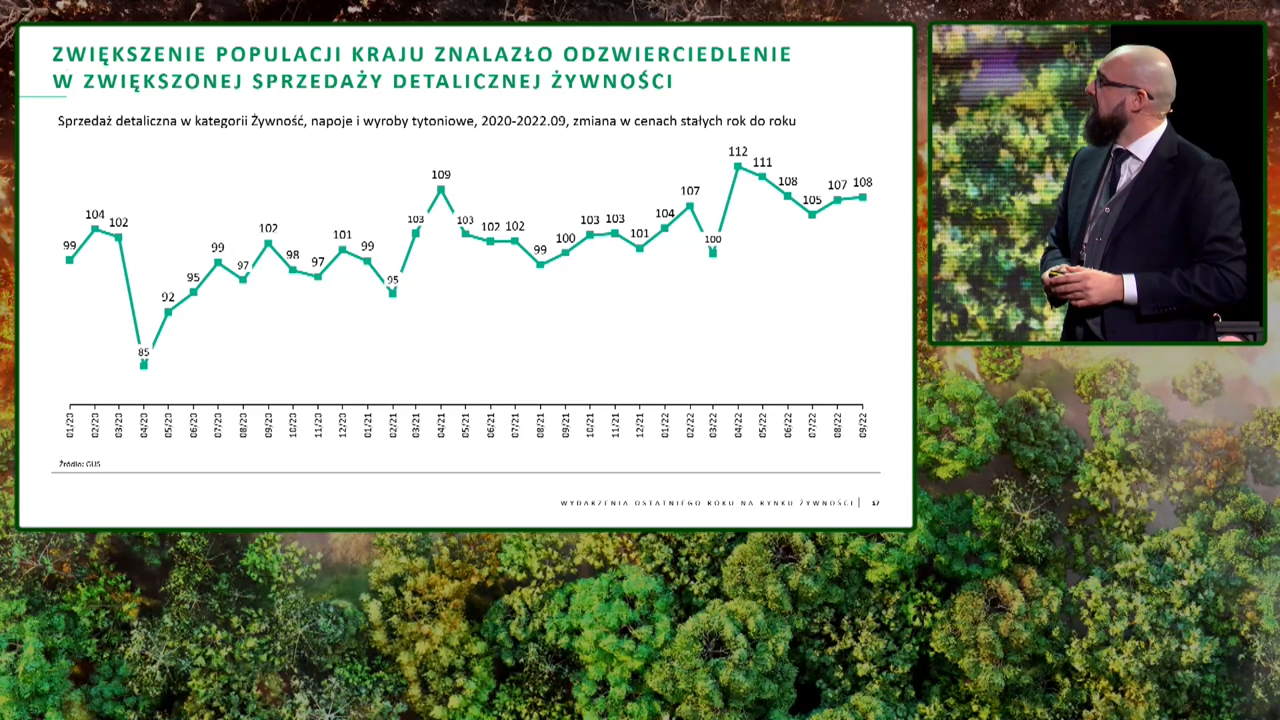 ZWIĘKSZENIE POPULACJI KRAJU ZNALAZŁO ODZWIERCIEDLENIE
W ZWIĘKSZONEJ SPRZEDAŻY DETALICZNEJ ŻYWNOŚCI
Sprzedaż detaliczna w kategorii Żywność, napoje i wyroby tytoniowe, 2020-2022.09, zmiana w cenach stałych rok do roku
99 104 102 85 92 95 99 97 102 98 97 101 99 95 103 109 103 102 102 99 100 103 103 101 104 107 100 112 111 108 105 107 108
01/20 02/20 03/20 04/20 05/20 06/20 07/20 08/20 09/20 10/20 11/20 12/20 01/21 02/21 03/21 04/21 05/21 06/21 07/21 08/21 09/21 10/21 11/21 12/21 01/22 02/22 03/22 04/22 05/22 06/22 07/22 08/22 09/22
Źródło: GUS
WYDARZENIA OSTATNIEGO ROKU NA RYNKU ŻYWNOŚCI | 17